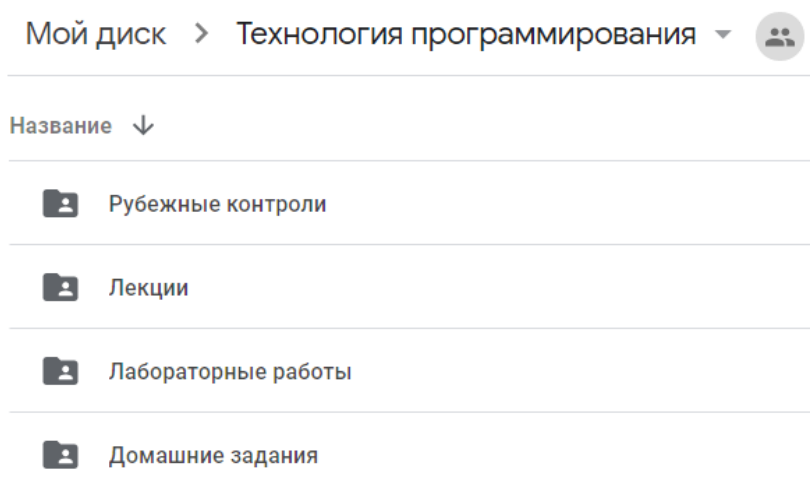 Мой диск > Технология программирования
Название
Рубежные контроли
Лекции
Лабораторные работы
Домашние задания